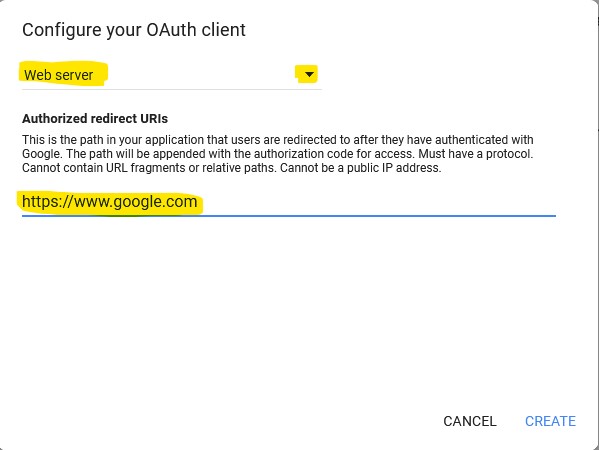 Configure your OAuth client
Web server
Authorized redirect URIs
This is the path in your application that users are redirected to after they have authenticated with
Google. The path will be appended with the authorization code for access. Must have a protocol.
Cannot contain URL fragments or relative paths. Cannot be a public IP address.
https://www.google.com
CANCEL CREATE